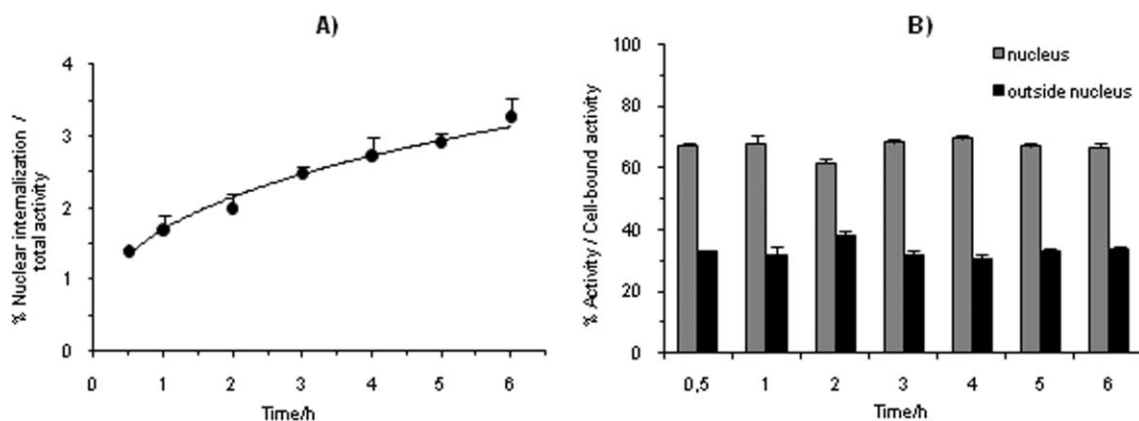 A)
% Nuclear internalization /
total activity
4
3
2
1
0
0 1 2 3 4 5 6
Time/h
B)
% Activity / Cell-bound activity
100
80
60
40
20
0
nucleus
outside nucleus
0,5 1 2 3 4 5 6
Time/h